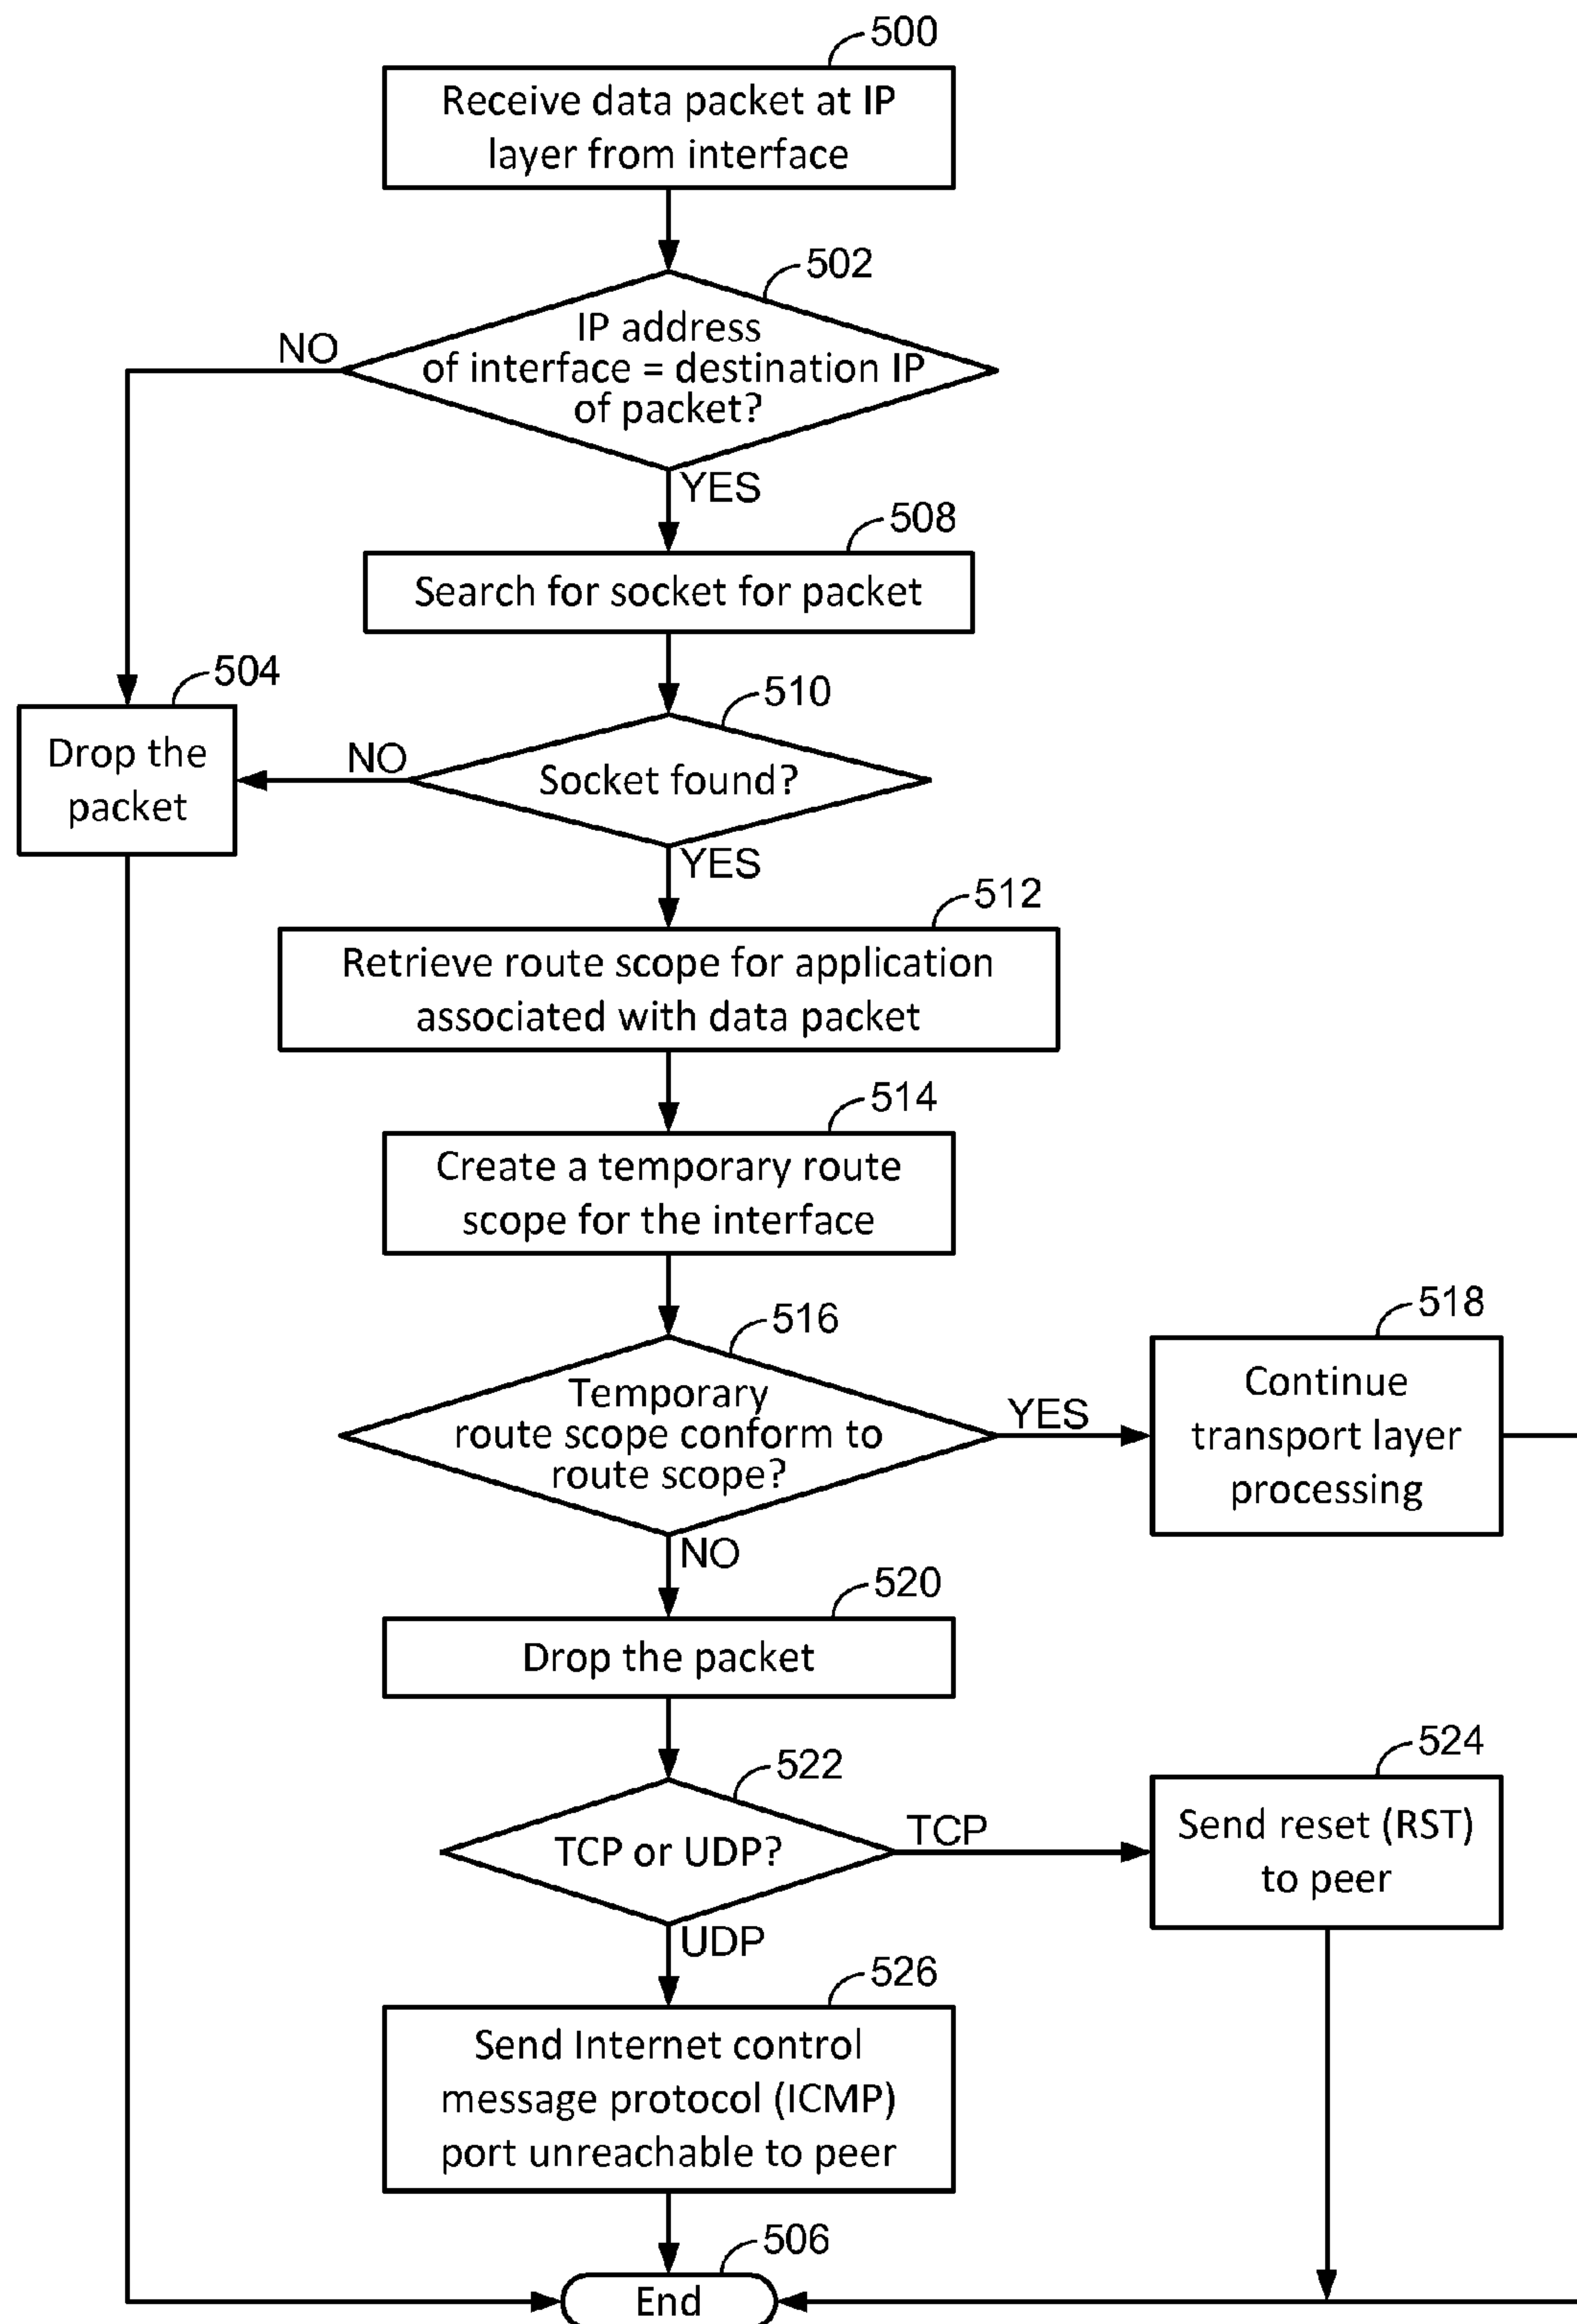 500
Receive data packet at IP
layer from interface
502
IP address
of interface = destination IP
of packet?
NO
YES
508
Search for socket for packet
504
Drop the
packet
510
Socket found?
NO
YES
512
Retrieve route scope for application
associated with data packet
514
Create a temporary route
scope for the interface
516
Temporary
route scope conform to
route scope?
YES
518
Continue
transport layer
processing
NO
520
Drop the packet
522
TCP or UDP?
TCP
524
Send reset (RST)
to peer
UDP
526
Send Internet control
message protocol (ICMP)
port unreachable to peer
506
End